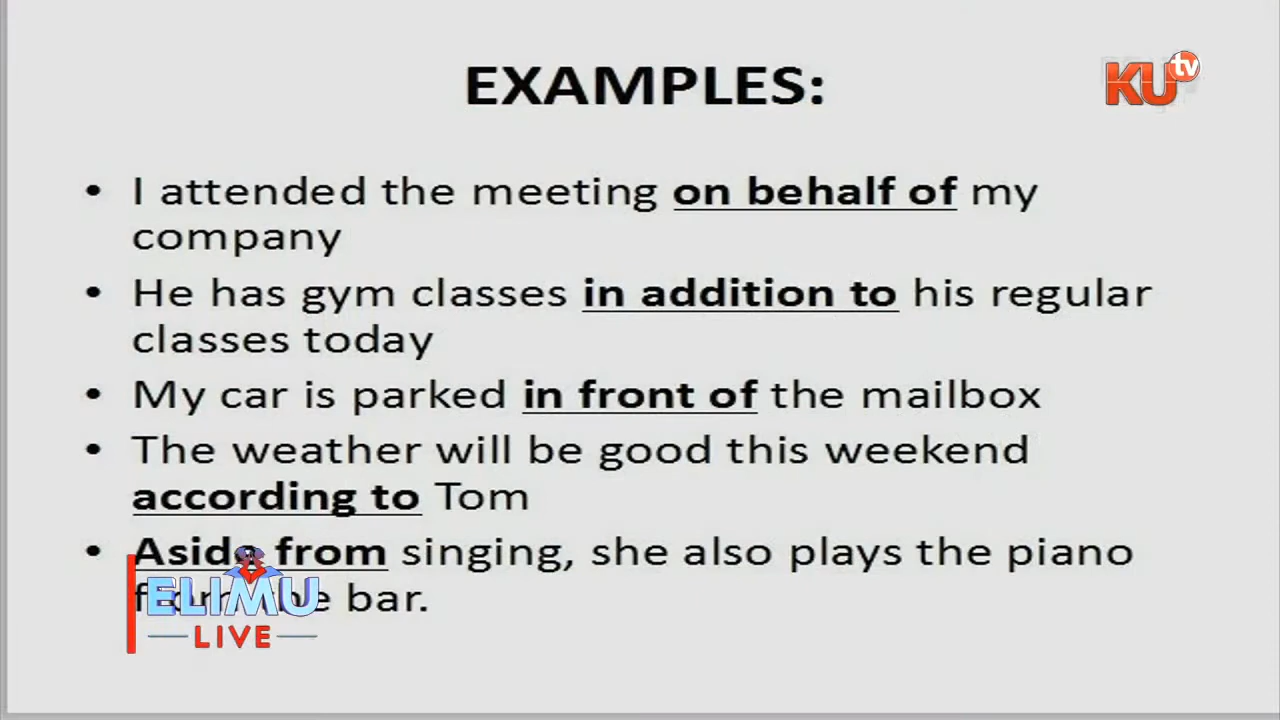 EXAMPLES:
KU tv
• I attended the meeting on behalf of my
company
• He has gym classes in addition to his regular
classes today
• My car is parked in front of the mailbox
• The weather will be good this weekend
according to Tom
• Aside from singing, she also plays the piano
from the bar.
ELIMU
LIVE